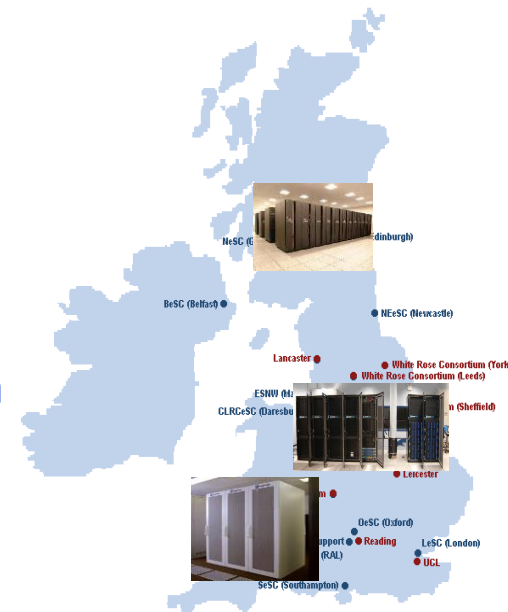 NeSC (G
dinburgh)
BeSC (Belfast)
NEeSC (Newcastle)
Lancaster
White Rose Consortium (York
White Rose Consortium (Leeds)
ESNW (Ma
CLRCeSC (Daresbu
m (Sheffield)
Leicester
m
OeSC (Oxford)
upport
Reading
(RAL)
LeSC (London)
UCL
SeSC (Southampton)